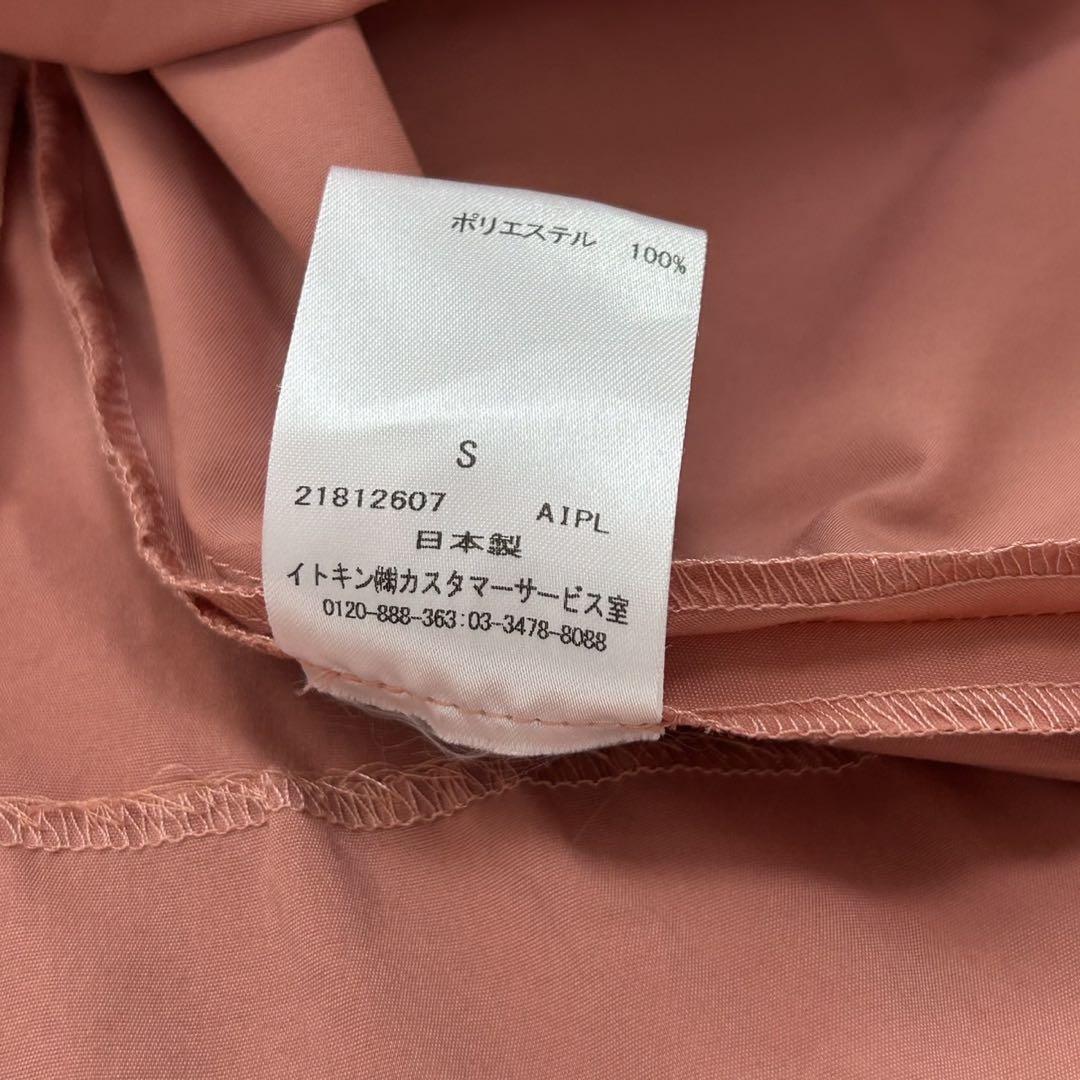 ポリエステル 100%
S
21812607 AIPL
日本製
イトキン㈱カスタマーサービス室
0120-888-363:03-3478-8088